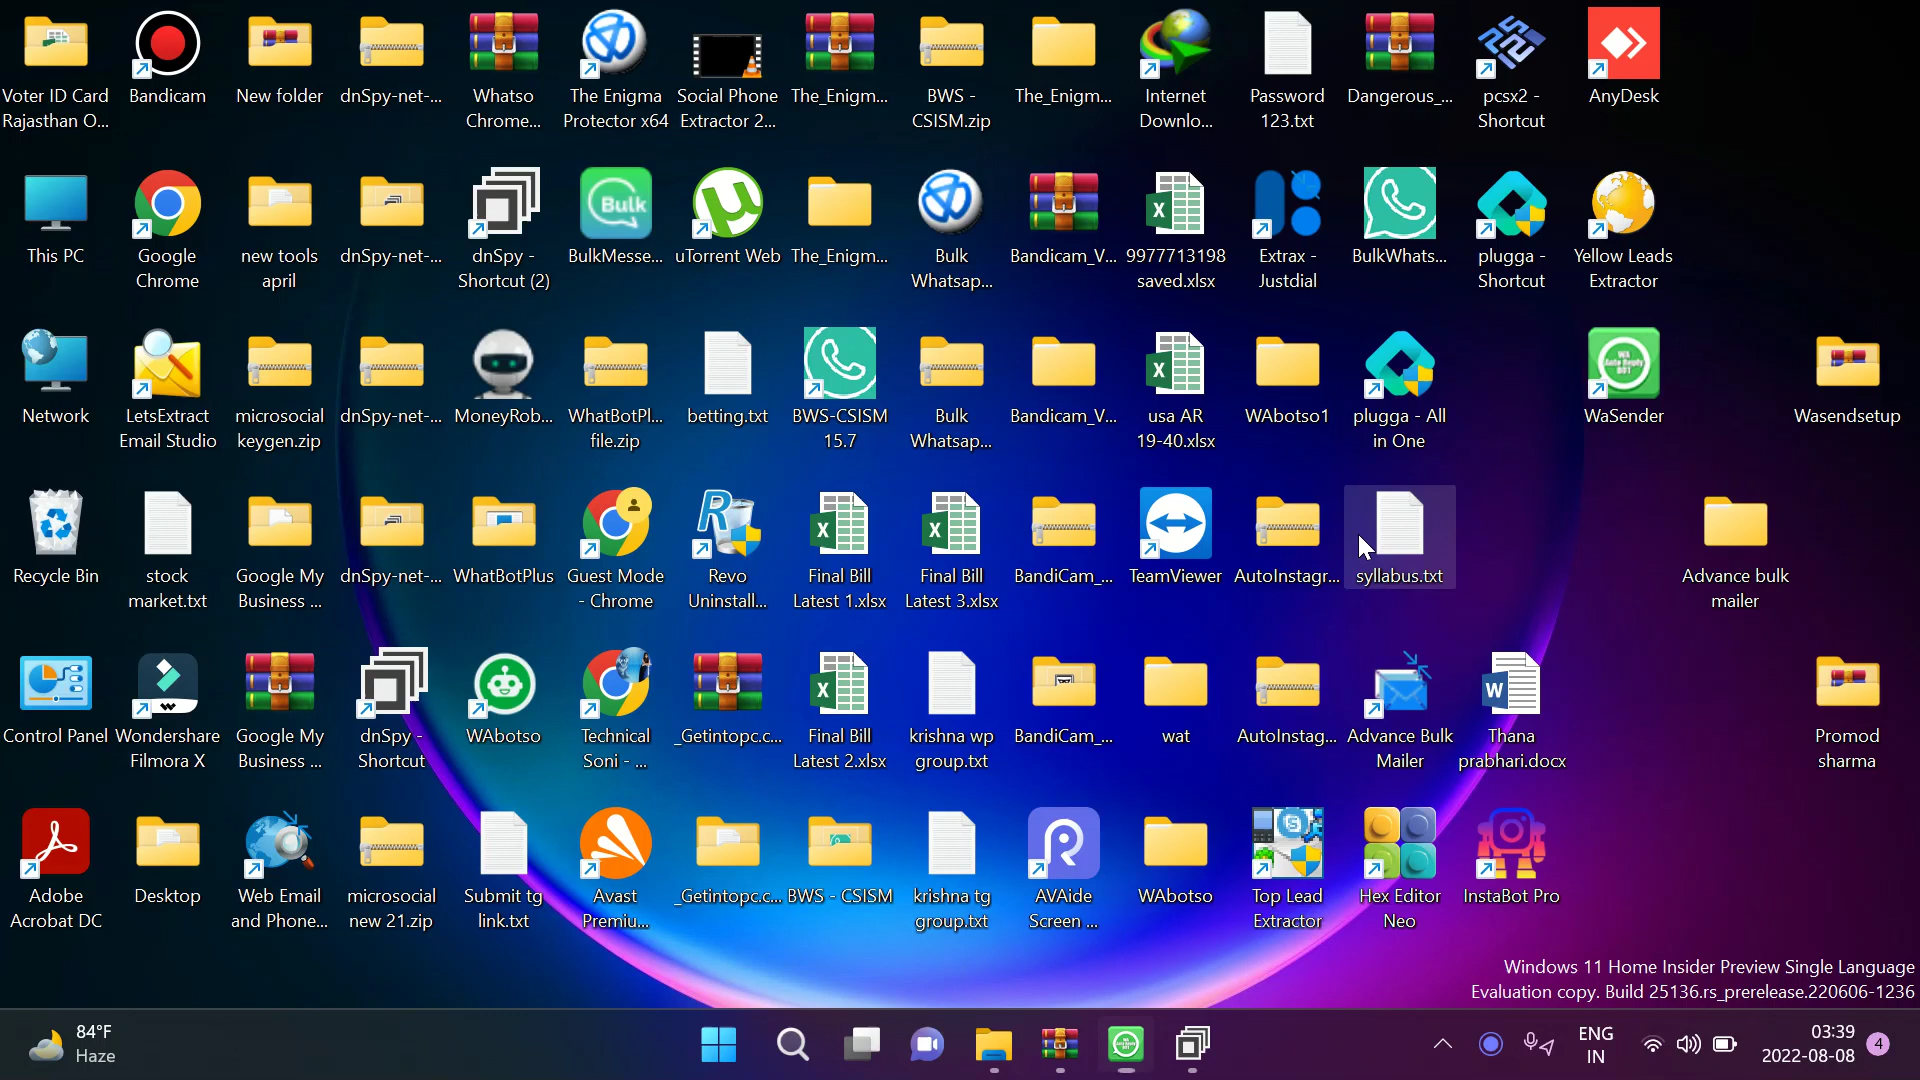 Voter ID Card
Rajasthan O...
Bandicam
New folder
dnSpy-net-...
Whatso
Chrome...
The Enigma
Protector x64
Social Phone
Extractor 2...
The_Enigm...
BWS -
CSISM.zip
The_Enigm...
Internet
Downlo...
Password
123.txt
Dangerous_...
pcsx2 -
Shortcut
AnyDesk
This PC
Google
Chrome
new tools
april
dnSpy-net-...
dnSpy -
Shortcut (2)
Bulk
BulkMesse...
uTorrent Web
The_Enigm...
Bulk
Whatsap...
Bandicam_V...
9977713198
saved.xlsx
Extrax -
Justdial
BulkWhats...
plugga -
Shortcut
Yellow Leads
Extractor
Network
LetsExtract
Email Studio
microsocial
keygen.zip
dnSpy-net-...
MoneyRob...
WhatBotPl...
file.zip
betting.txt
BWS-CSISM
15.7
Bulk
Whatsap...
Bandicam_V...
usa AR
19-40.xlsx
WAbotso1
plugga - All
in One
WA
Auto Reply
BOT
WaSender
Wasendsetup
Recycle Bin
stock
market.txt
Google My
Business ...
dnSpy-net-...
WhatBotPlus
Guest Mode
- Chrome
Revo
Uninstall...
Final Bill
Latest 1.xlsx
Final Bill
Latest 3.xlsx
BandiCam_...
TeamViewer
AutoInstagr...
syllabus.txt
Advance bulk
mailer
Control Panel
Wondershare
Filmora X
Google My
Business ...
dnSpy -
Shortcut
WAbotso
Technical
Soni - ...
_Getintopc.c...
Final Bill
Latest 2.xlsx
krishna wp
group.txt
BandiCam_...
wat
AutoInstag...
Advance Bulk
Mailer
Thana
prabhari.docx
Promod
sharma
Adobe
Acrobat DC
Desktop
Web Email
and Phone...
microsocial
new 21.zip
Submit tg
link.txt
Avast
Premiu...
_Getintopc.c...
BWS - CSISM
krishna tg
group.txt
AVAide
Screen ...
WAbotso
Top Lead
Extractor
Hex Editor
Neo
InstaBot Pro
Windows 11 Home Insider Preview Single Language
Evaluation copy. Build 25136.rs_prerelease.220606-1236
84°F
Haze
ENG
IN
03:39
2022-08-08
4